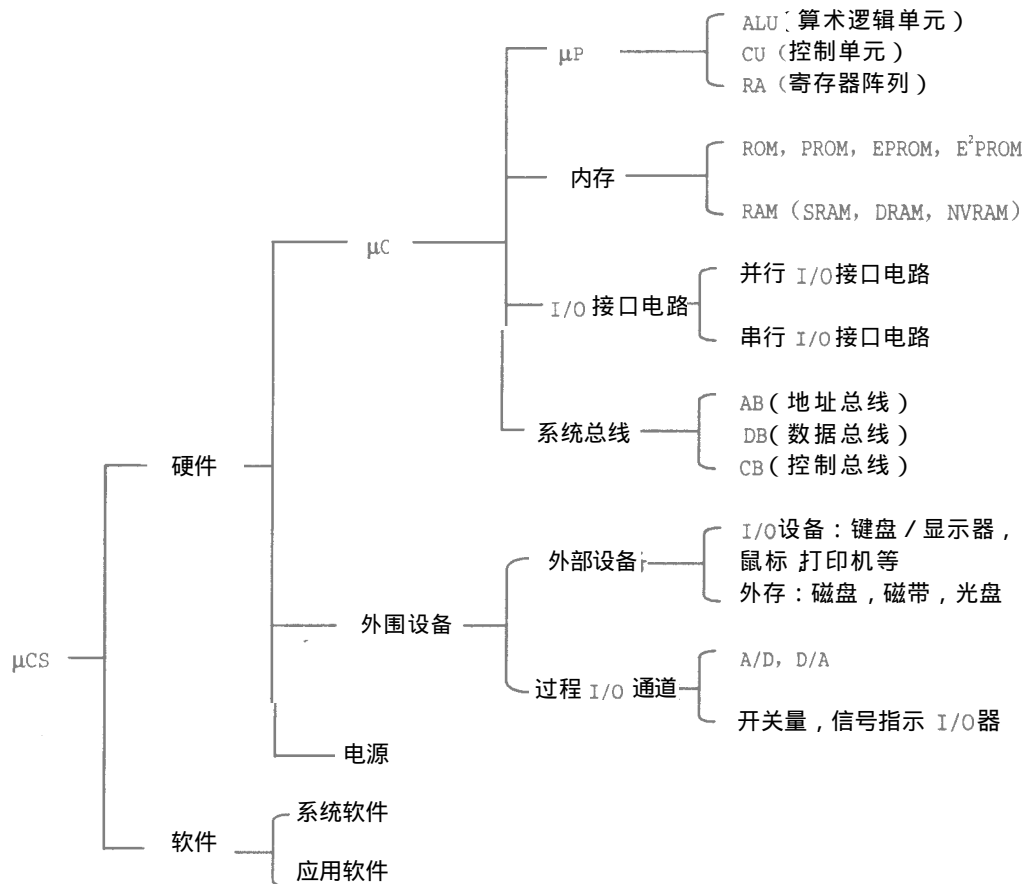 ALU(算术逻辑单元)
CU(控制单元)
RA(寄存器阵列)
μP
ROM, PROM, EPROM, E²PROM
内存
RAM(SRAM, DRAM, NVRAM)
μC
并行 I/O接口电路
I/O 接口电路
串行 I/O接口电路
AB(地址总线)
系统总线
DB(数据总线)
CB(控制总线)
硬件
I/O设备:键盘/显示器,
鼠标,打印机等
外存:磁盘,磁带,光盘
外部设备
外围设备
μCS
A/D, D/A
过程 I/O 通道
开关量,信号指示 I/O器
电源
系统软件
软件
应用软件